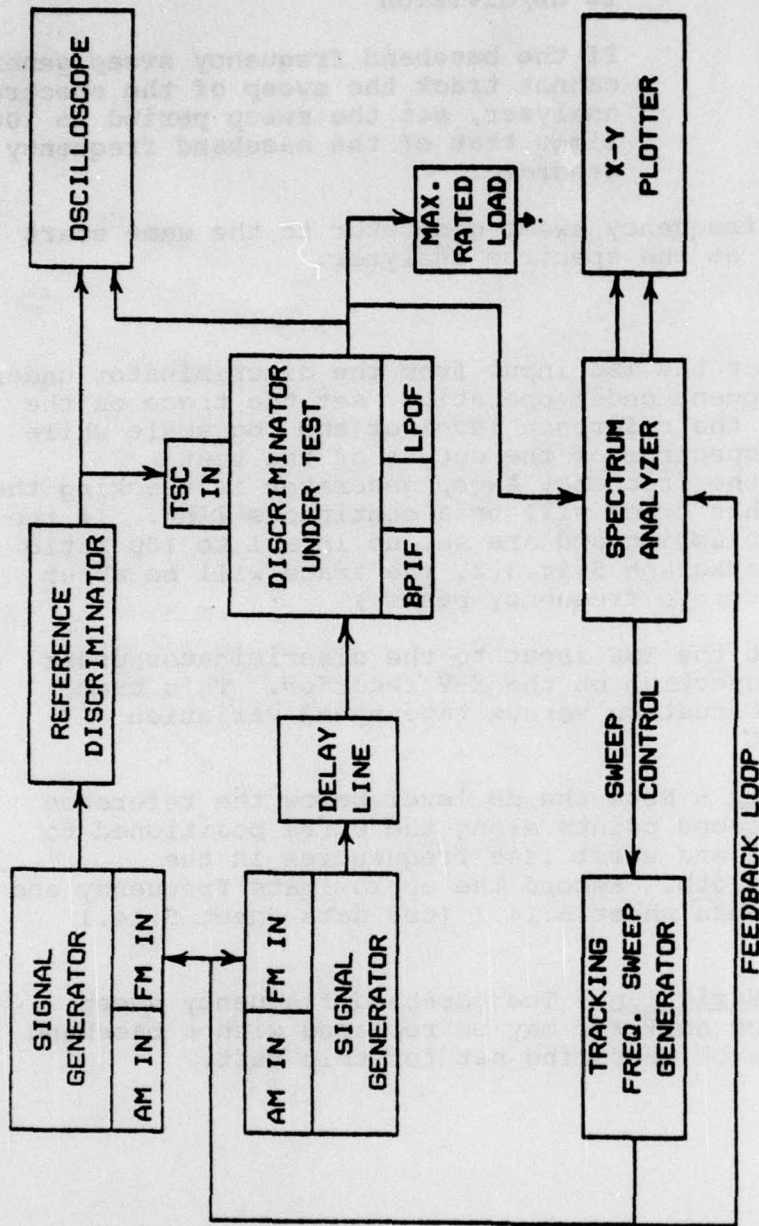 SIGNAL
GENERATOR
AM IN
FM IN
REFERENCE
DISCRIMINATOR
OSCILLOSCOPE
AM IN
FM IN
SIGNAL
GENERATOR
DELAY
LINE
TSC
IN
DISCRIMINATOR
UNDER
TEST
BPIF
LPOF
MAX.
RATED
LOAD
TRACKING
FREQ SWEEP
GENERATOR
SWEEP
CONTROL
SPECTRUM
ANALYZER
X-Y
PLOTTER
FEEDBACK LOOP